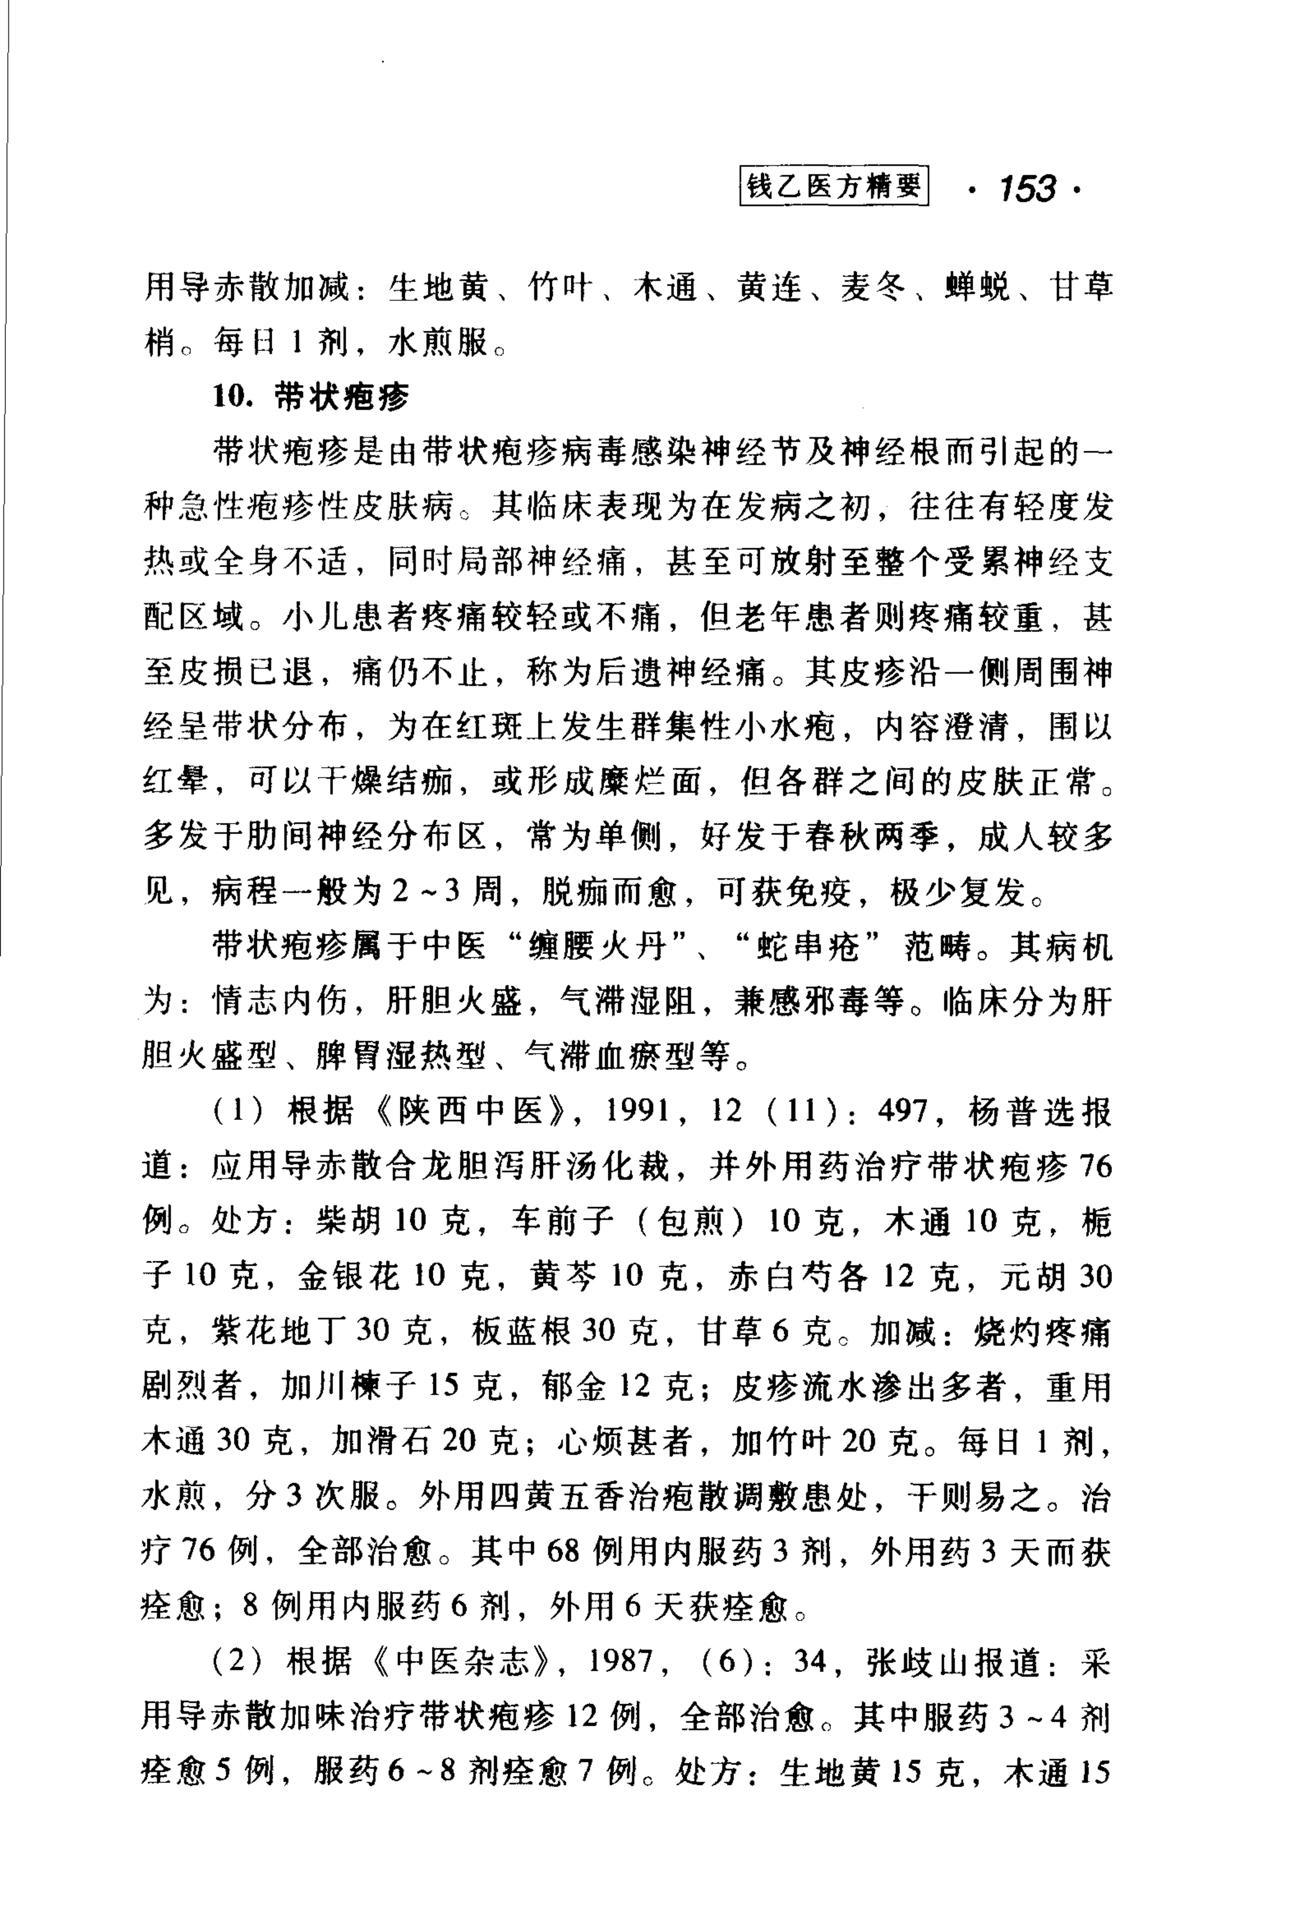 钱乙医方精要 · 153 ·
用导赤散加减：生地黄、竹叶、木通、黄连、麦冬、蝉蜕、甘草
梢。每日 1 剂，水煎服。
10. 带状疱疹
带状疱疹是由带状疱疹病毒感染神经节及神经根而引起的一
种急性疱疹性皮肤病。其临床表现为在发病之初，往往有轻度发
热或全身不适，同时局部神经痛，甚至可放射至整个受累神经支
配区域。小儿患者疼痛较轻或不痛，但老年患者则疼痛较重，甚
至皮损已退，痛仍不止，称为后遗神经痛。其皮疹沿一侧周围神
经呈带状分布，为在红斑上发生群集性小水疱，内容澄清，围以
红晕，可以干燥结痂，或形成糜烂面，但各群之间的皮肤正常。
多发于肋间神经分布区，常为单侧，好发于春秋两季，成人较多
见，病程一般为 2～3 周，脱痂而愈，可获免疫，极少复发。
带状疱疹属于中医“缠腰火丹”、“蛇串疮”范畴。其病机
为：情志内伤，肝胆火盛，气滞湿阻，兼感邪毒等。临床分为肝
胆火盛型、脾胃湿热型、气滞血瘀型等。
(1) 根据《陕西中医》，1991，12 (11)：497，杨普选报
道：应用导赤散合龙胆泻肝汤化裁，并外用药治疗带状疱疹 76
例。处方：柴胡 10 克，车前子（包煎）10 克，木通 10 克，栀
子 10 克，金银花 10 克，黄芩 10 克，赤白芍各 12 克，元胡 30
克，紫花地丁 30 克，板蓝根 30 克，甘草 6 克。加减：烧灼疼痛
剧烈者，加川楝子 15 克，郁金 12 克；皮疹流水渗出多者，重用
木通 30 克，加滑石 20 克；心烦甚者，加竹叶 20 克。每日 1 剂，
水煎，分 3 次服。外用四黄五香治疱散调敷患处，干则易之。治
疗 76 例，全部治愈。其中 68 例用内服药 3 剂，外用药 3 天而获
痊愈；8 例用内服药 6 剂，外用 6 天获痊愈。
(2) 根据《中医杂志》，1987，(6)：34，张歧山报道：采
用导赤散加味治疗带状疱疹 12 例，全部治愈。其中服药 3～4 剂
痊愈 5 例，服药 6～8 剂痊愈 7 例。处方：生地黄 15 克，木通 15